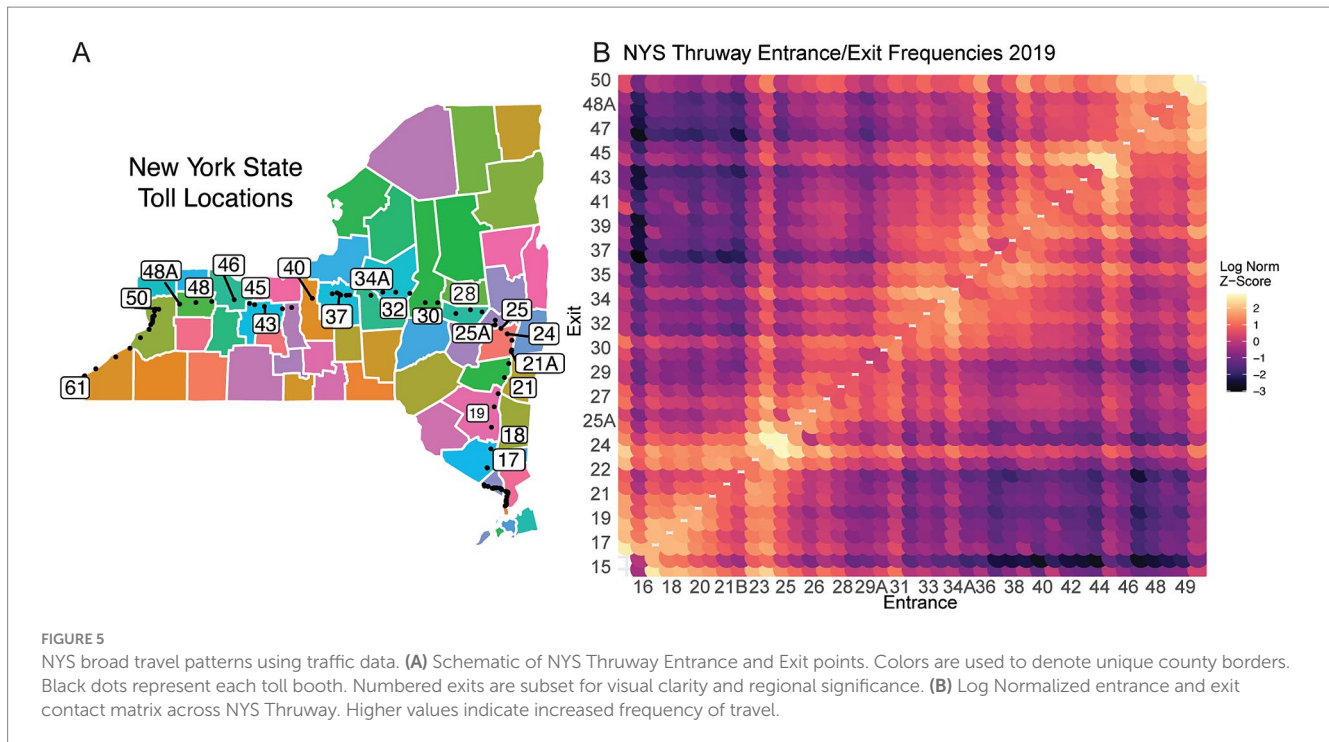 A
New York State
Toll Locations
48A
46
48
45
40
34A
50
28
25
32
37
30
43
25A
24
21A
61
21
19
18
17
B NYS Thruway Entrance/Exit Frequencies 2019
50
48A
47
45
43
41
39
37
35
34
32
30
29
27
25A
24
22
21
19
17
15
Exit
16 18 20 21B 23 25 26 28 29A 31 33 34A 36 38 40 42 44 46 48 49
Entrance
Log Norm
Z-Score
2
1
0
−1
−2
−3
FIGURE 5
NYS broad travel patterns using traffic data. (A) Schematic of NYS Thruway Entrance and Exit points. Colors are used to denote unique county borders.
Black dots represent each toll booth. Numbered exits are subset for visual clarity and regional significance. (B) Log Normalized entrance and exit
contact matrix across NYS Thruway. Higher values indicate increased frequency of travel.